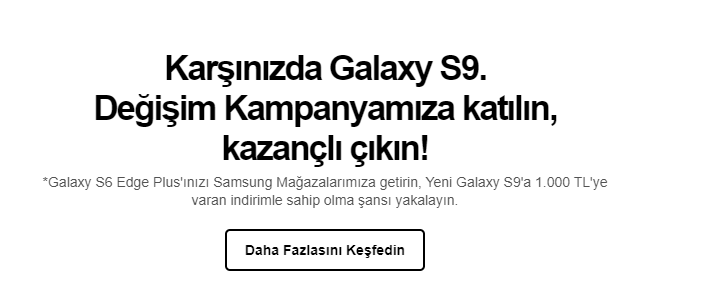 Karşınızda Galaxy S9.
Değişim Kampanyamıza katılın,
kazançlı çıkın!
*Galaxy S6 Edge Plus'ınızı Samsung Mağazalarımıza getirin, Yeni Galaxy S9'a 1.000 TL'ye
varan indirimle sahip olma şansı yakalayın.
Daha Fazlasını Keşfedin